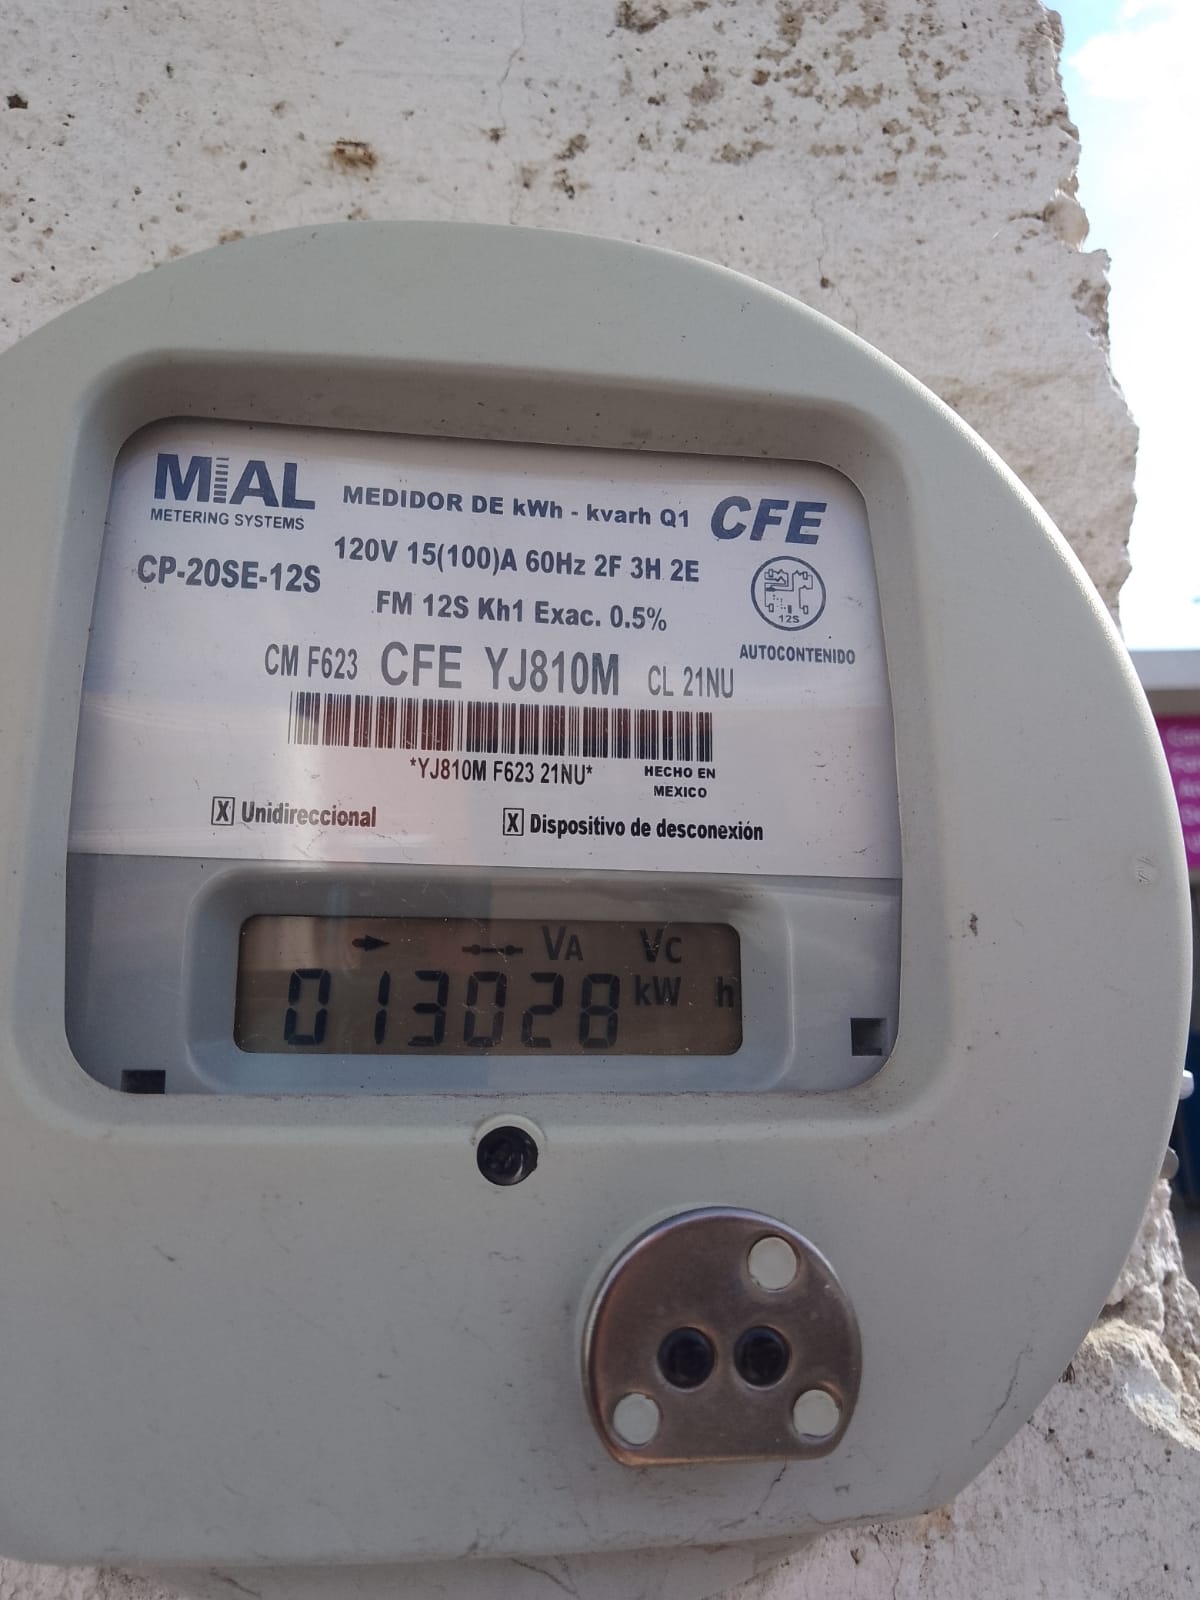 MIAL
METERING SYSTEMS
MEDIDOR DE kWh - kvarh Q1
CFE
CP-20SE-12S
120V 15(100)A 60Hz 2F 3H 2E
FM 12S Kh1 Exac. 0.5%
12S
AUTOCONTENIDO
CM F623 CFE YJ810M CL 21NU
*YJ810M F623 21NU*
HECHO EN
MEXICO
X Unidireccional
X Dispositivo de desconexión
VA VC
013028 kW h